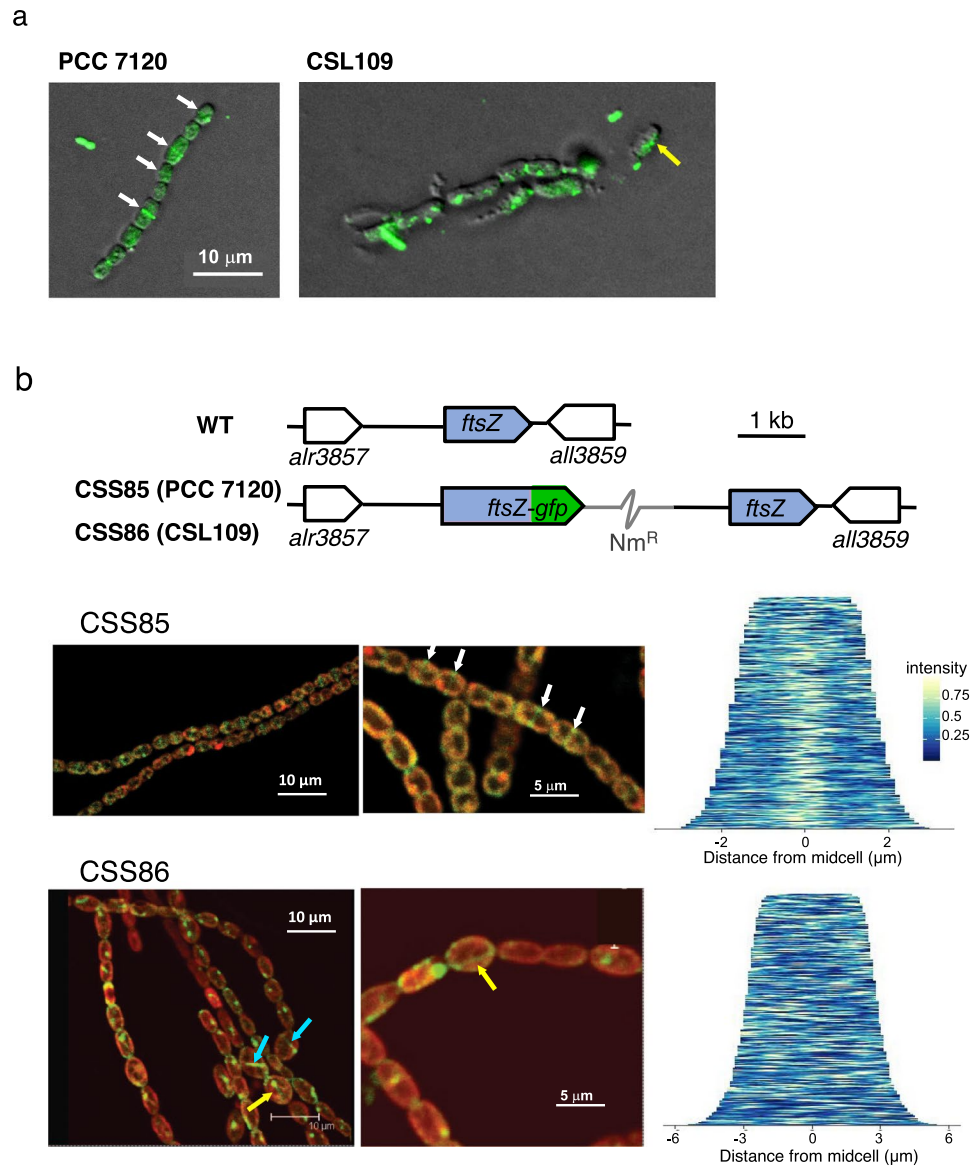 a
PCC 7120
CSL109
10 μm
b
WT
ftsZ
1 kb
alr3857
all3859
CSS85 (PCC 7120)
CSS86 (CSL109)
ftsZ-gfp
ftsZ
alr3857
NmR
all3859
CSS85
10 μm
5 μm
intensity
0.75
0.50
0.25
-2 0 2
Distance from midcell (μm)
CSS86
10 μm
10 μm
5 μm
-6 -3 0 3 6
Distance from midcell (μm)